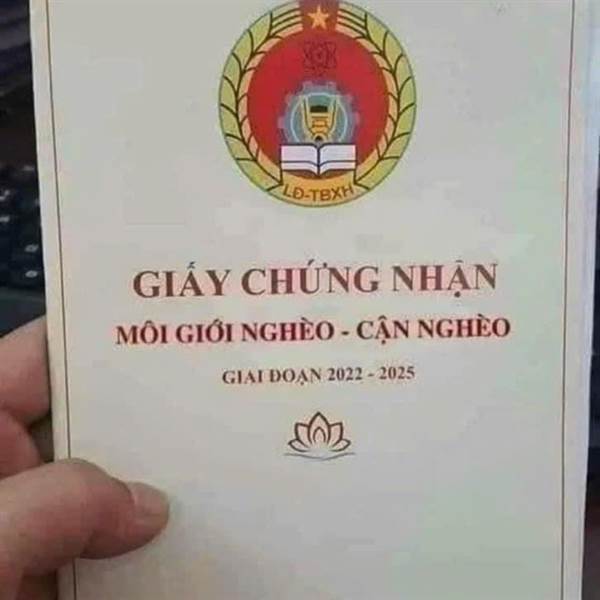 LĐ-TBXH
GIẤY CHỨNG NHẬN
MÔI GIỚI NGHÈO - CẬN NGHÈO
GIAI ĐOẠN 2022 - 2025